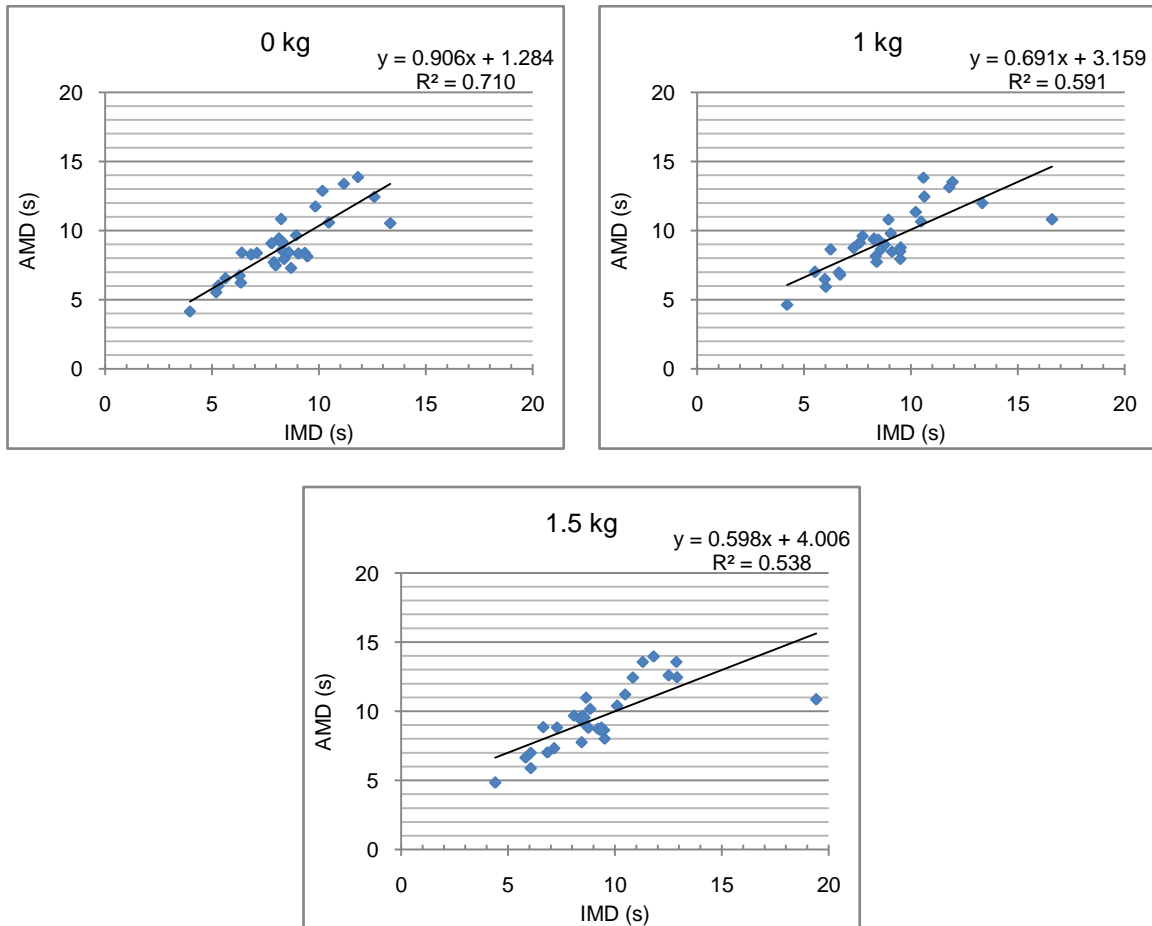 0 kg
y = 0.906x + 1.284
R² = 0.710
20
15
10
5
0
AMD (s)
0 5 10 15 20
IMD (s)
1 kg
y = 0.691x + 3.159
R² = 0.591
20
15
10
5
0
AMD (s)
0 5 10 15 20
IMD (s)
1.5 kg
y = 0.598x + 4.006
R² = 0.538
20
15
10
5
0
AMD (s)
0 5 10 15 20
IMD (s)